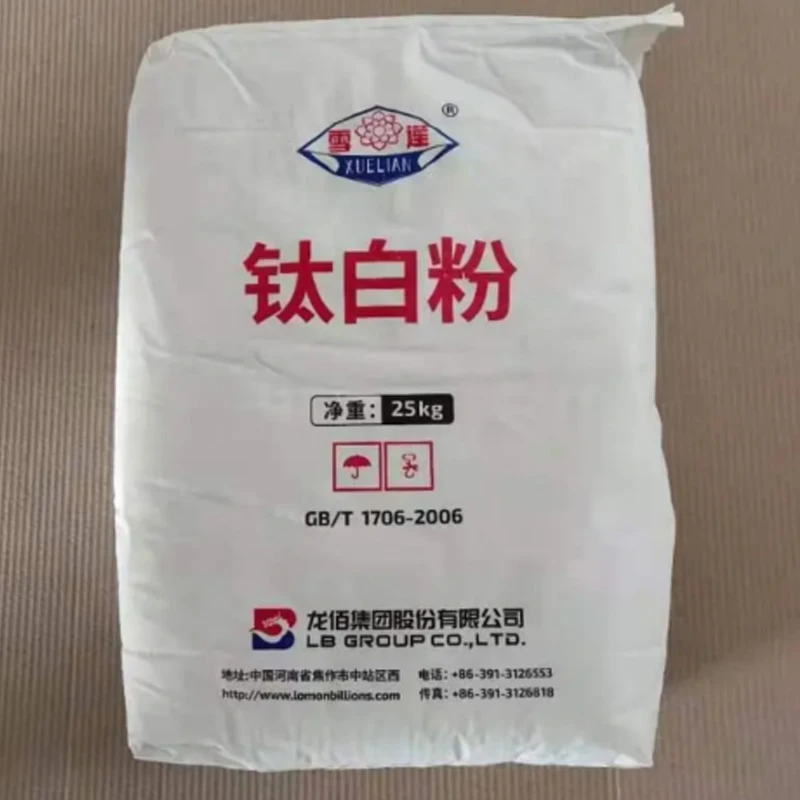 雪莲®
XUELIAN
钛白粉
净重：25kg
GB/T 1706-2006
龙佰集团股份有限公司
LB GROUP CO.,LTD.
地址:中国河南省焦作市中站区西 电话：+86-391-3126553
http://www.lomonbillions.com 传真：+86-391-3126818